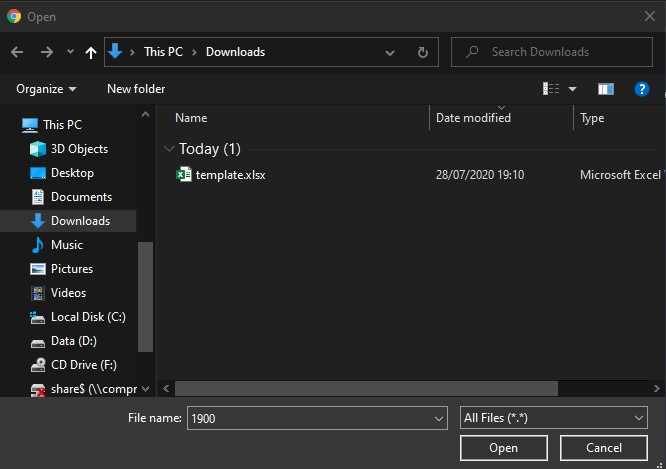 Open
This PC > Downloads
Search Downloads
Organize New folder
Name Date modified Type
This PC
3D Objects
Desktop
Documents
Downloads
Music
Pictures
Videos
Local Disk (C:)
Data (D:)
CD Drive (F:)
share$ (\\compr
Today (1)
template.xlsx 28/07/2020 19:10 Microsoft Excel
File name: 1900 All Files (*.*)
Open Cancel